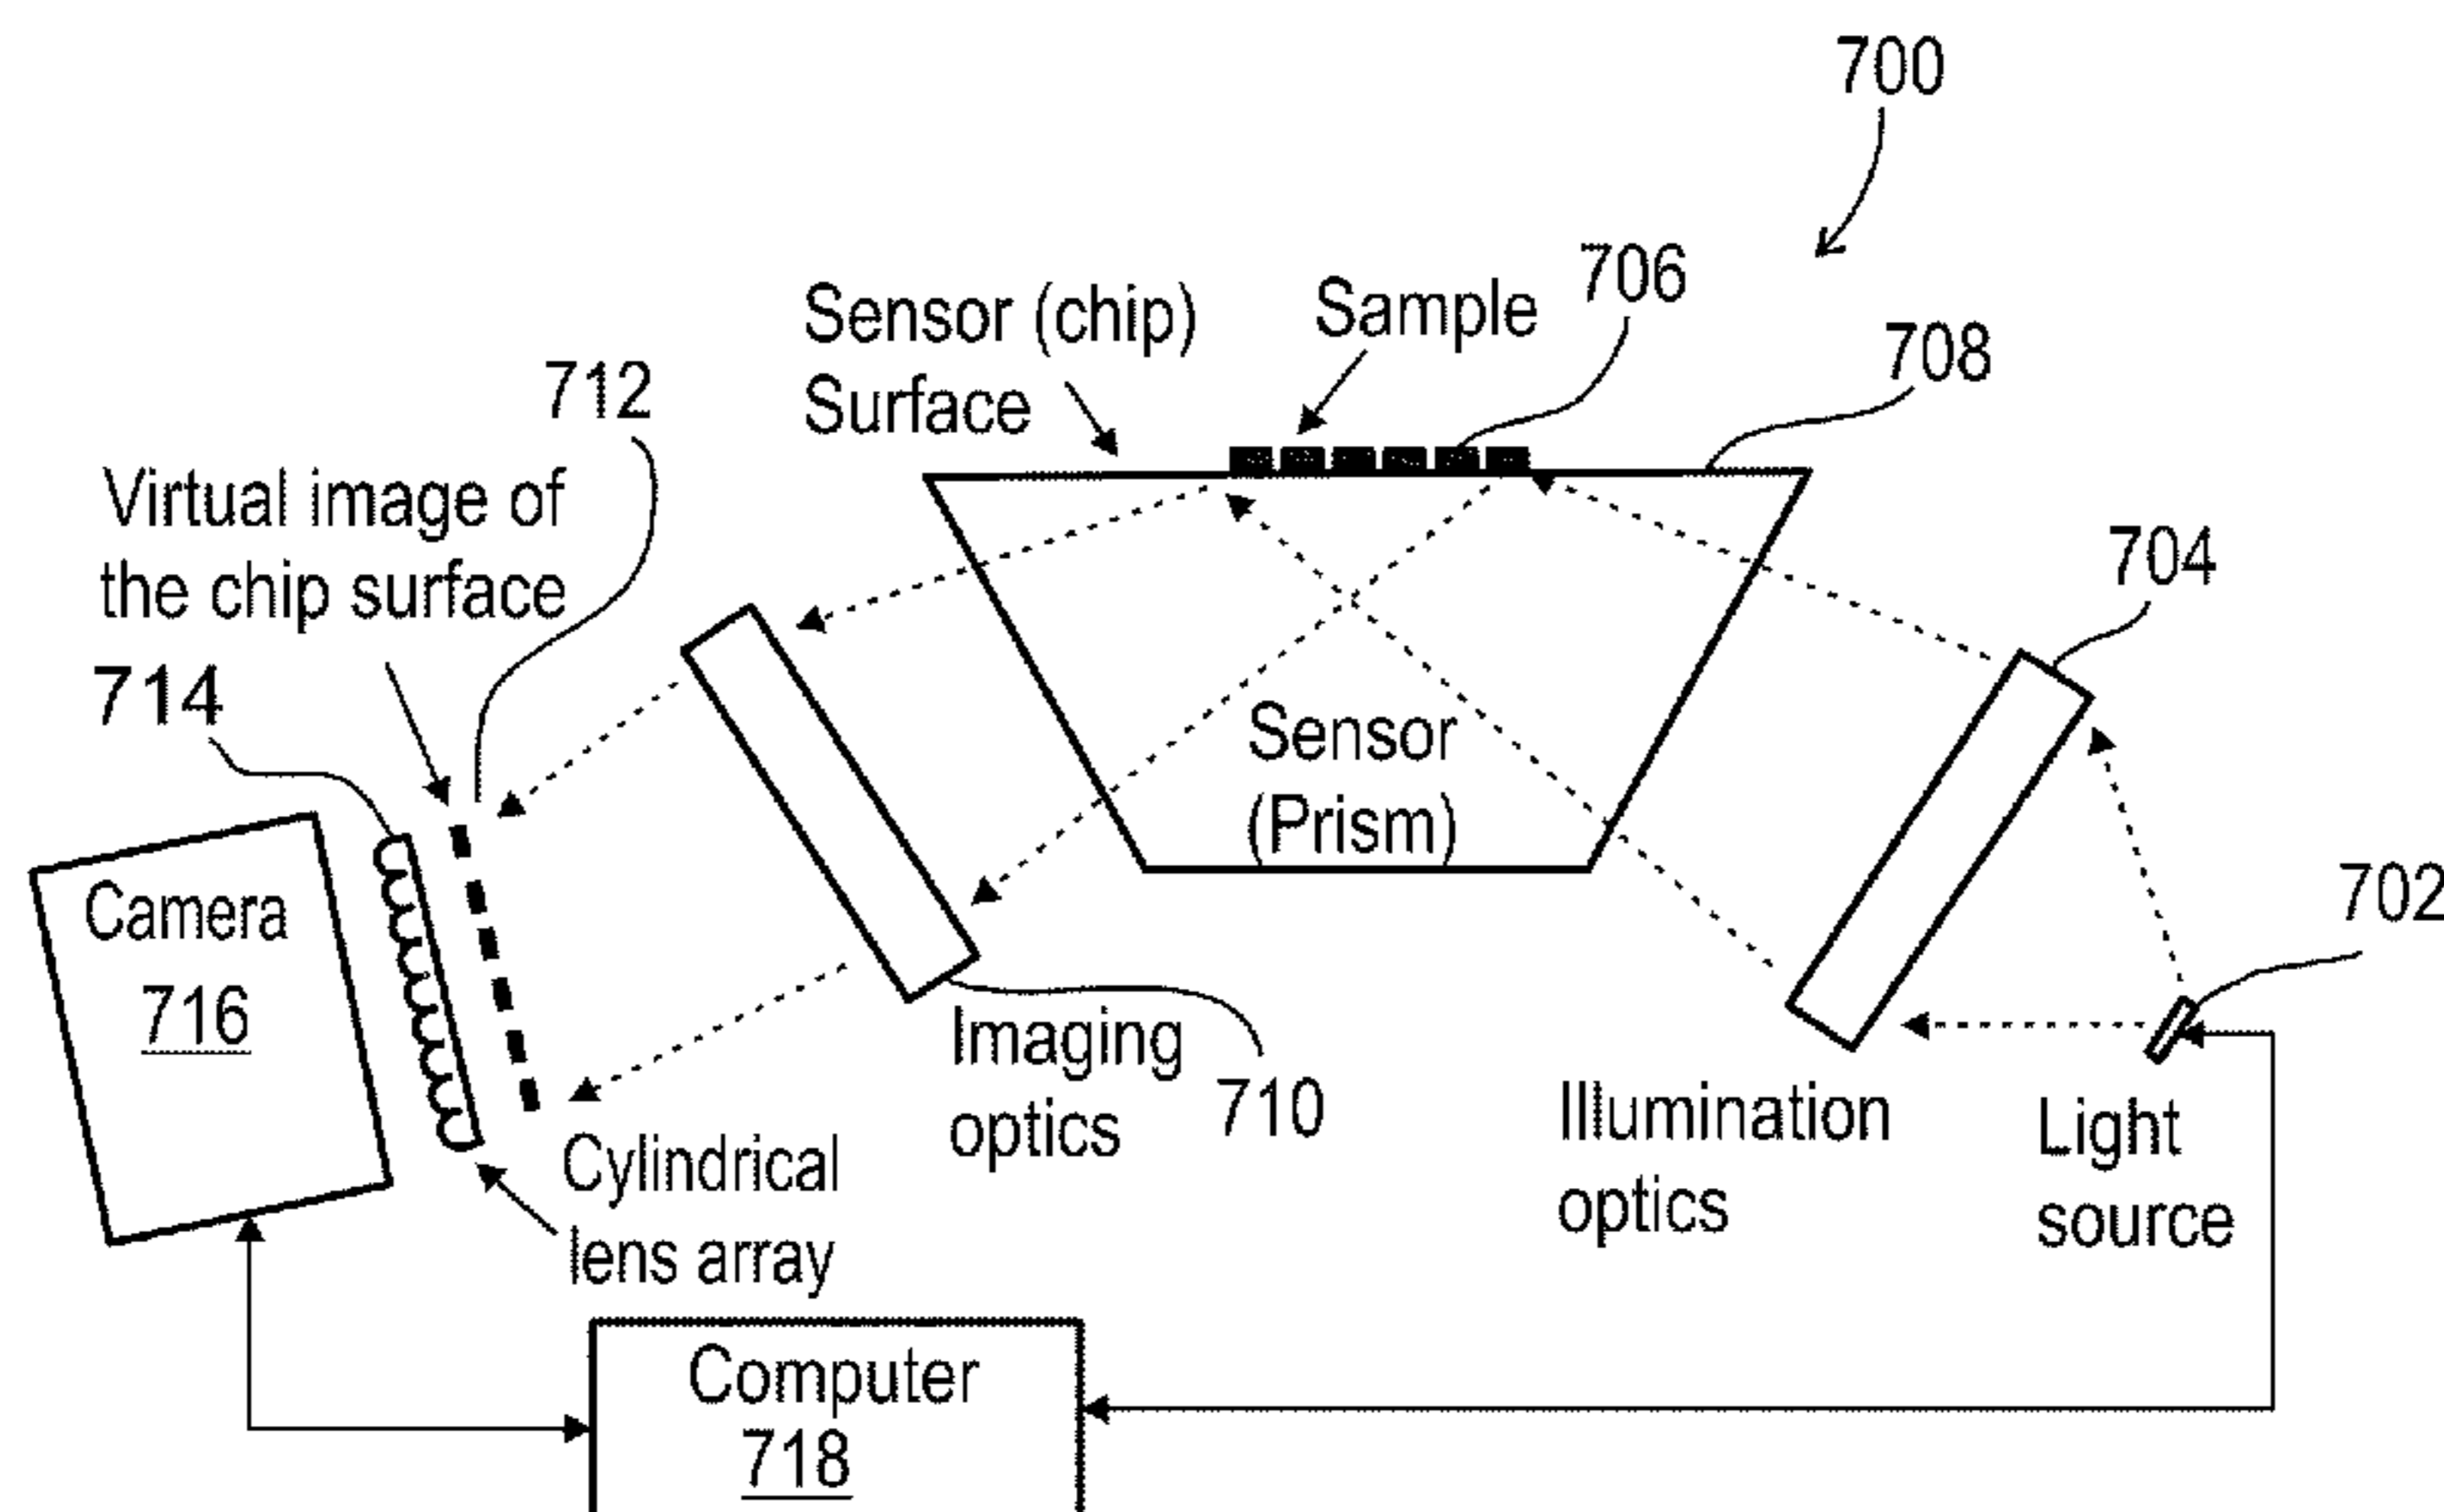 700
Sensor (chip)
Surface
Sample
706
708
712
Virtual image of
the chip surface
714
704
Sensor
(Prism)
702
Camera
716
Imaging
optics
710
Illumination
optics
Light
source
Cylindrical
lens array
Computer
718